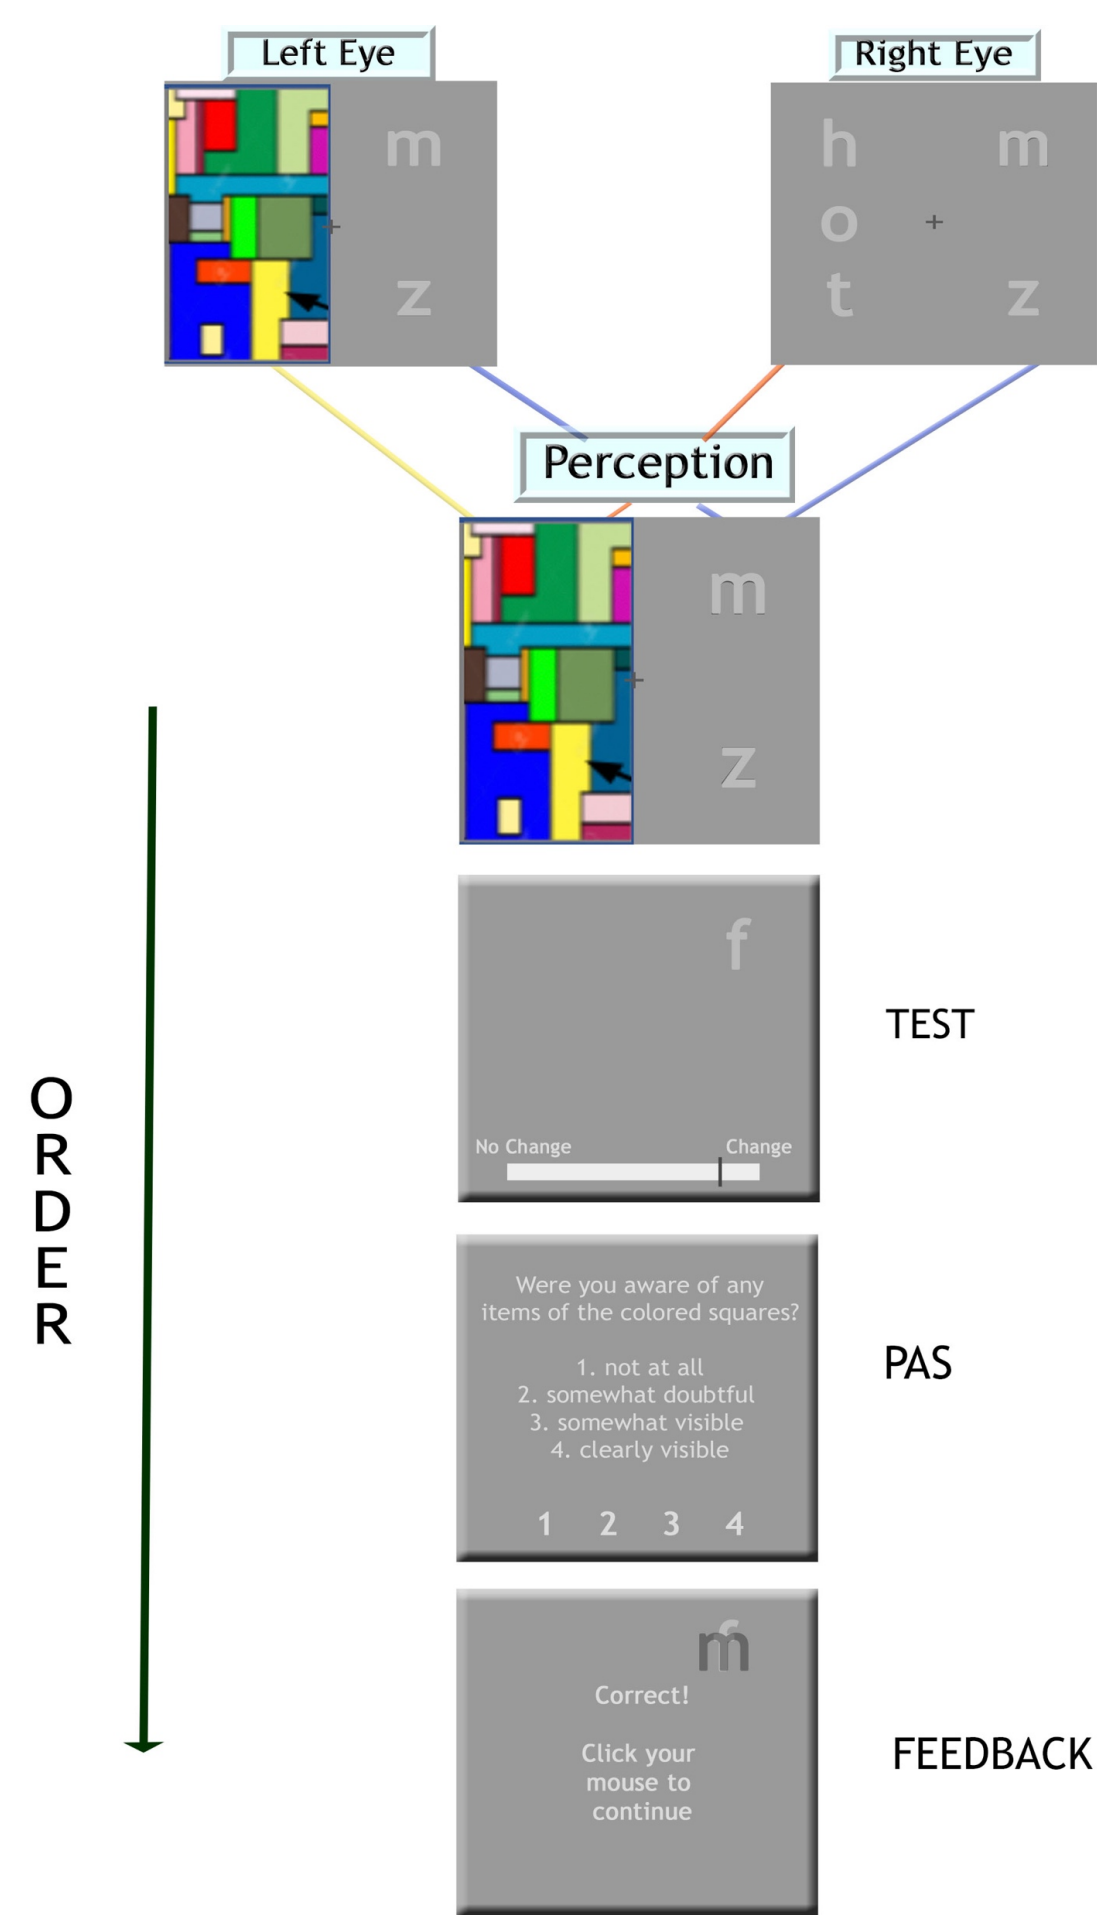 Left Eye
Right Eye
m
z
h
o
t
m
z
Perception
m
z
f
No Change
Change
TEST
Were you aware of any
items of the colored squares?
1. not at all
2. somewhat doubtful
3. somewhat visible
4. clearly visible
1 2 3 4
PAS
m
f
Correct!
Click your
mouse to
continue
FEEDBACK
O
R
D
E
R